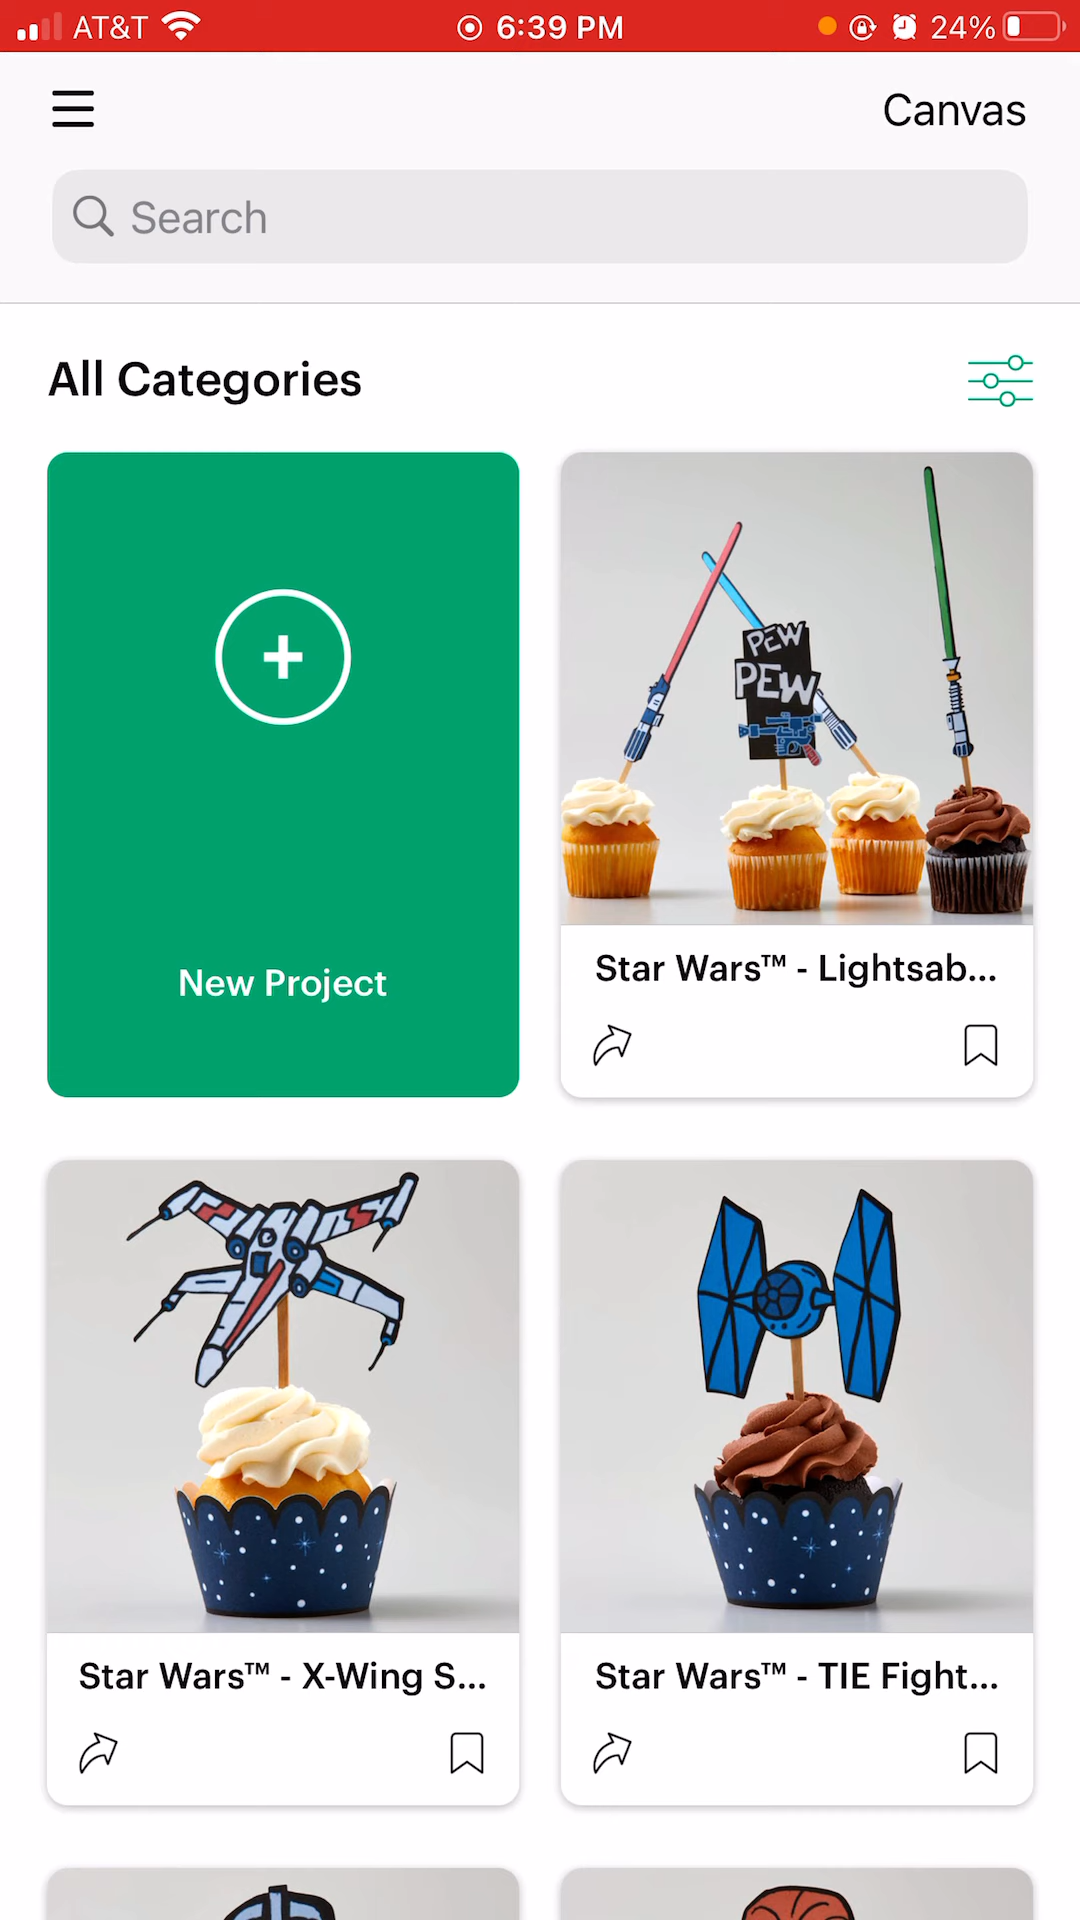 AT&T 6:39 PM 24%
Canvas
Search
All Categories
PEW
PEW
New Project
Star Wars™ - Lightsab...
Star Wars™ - X-Wing S...
Star Wars™ - TIE Fight...